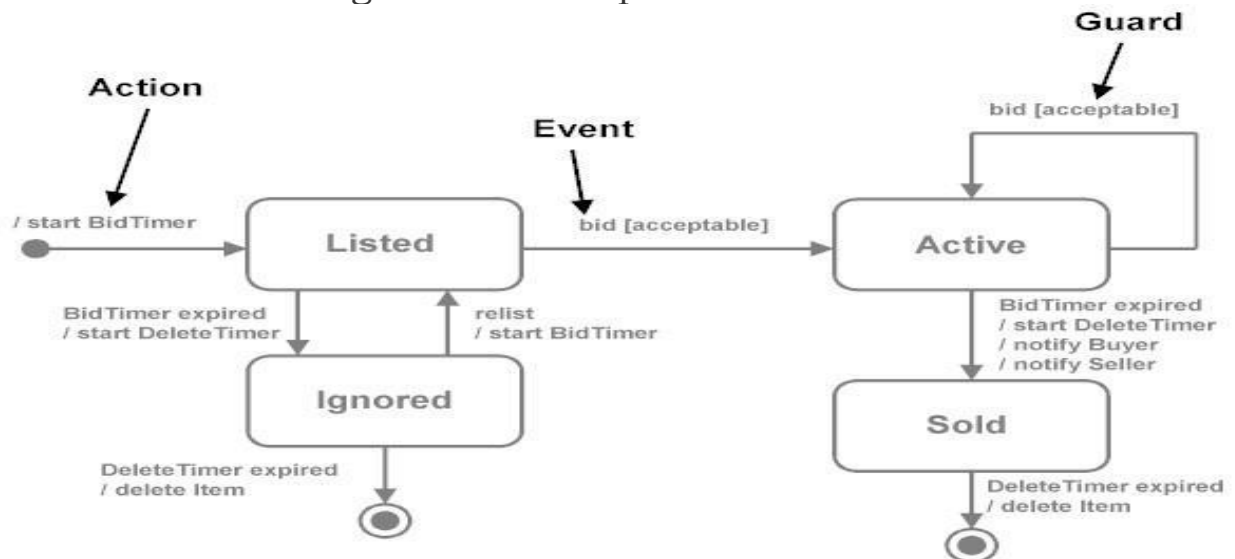 Guard
Action
bid [acceptable]
Event
/ start BidTimer
bid [acceptable]
Listed
Active
BidTimer expired
/ start DeleteTimer
relist
/ start BidTimer
BidTimer expired
/ start DeleteTimer
/ notify Buyer
/ notify Seller
Ignored
Sold
DeleteTimer expired
/ delete Item
DeleteTimer expired
/ delete Item